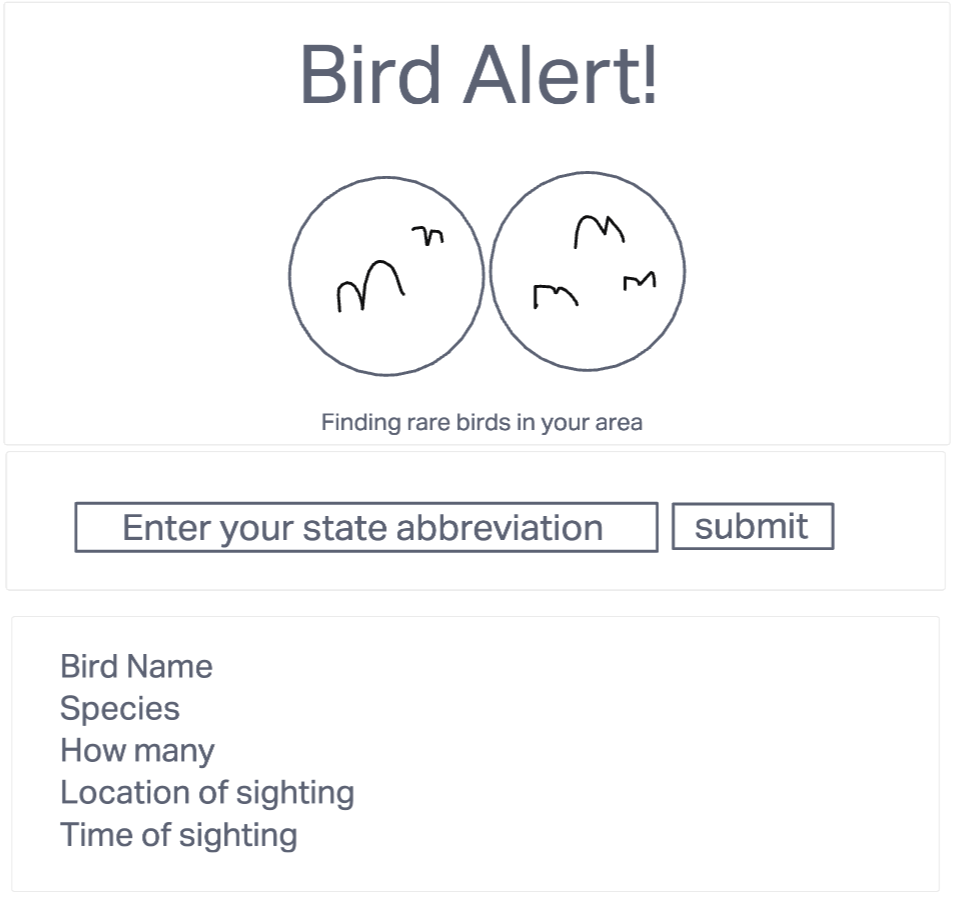 Bird Alert!
Finding rare birds in your area
Enter your state abbreviation
submit
Bird Name
Species
How many
Location of sighting
Time of sighting